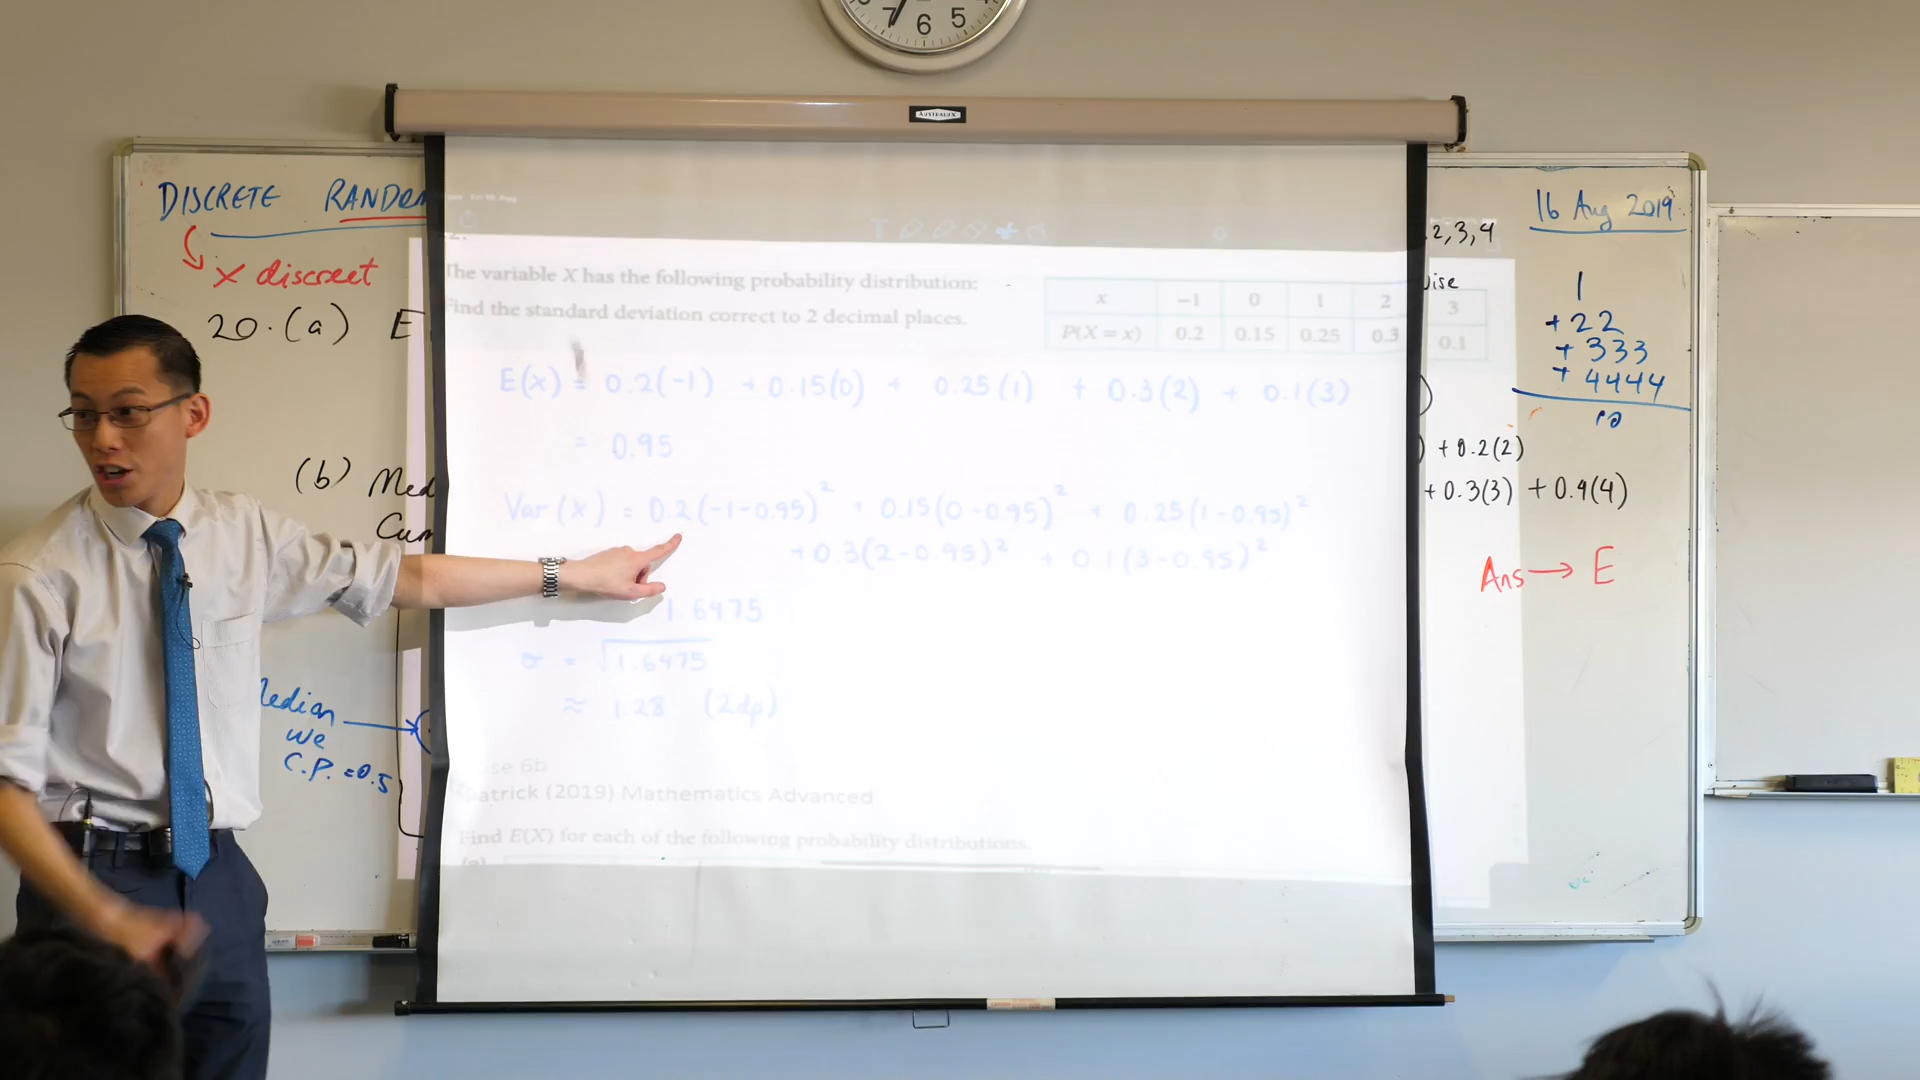 7 6 5
AUSTRALUX
DISCRETE RANDOM
x discreet
20. (a) E
(b) Med
Cum
Median
we
C.P. = 0.5
The variable X has the following probability distribution:
Find the standard deviation correct to 2 decimal places.
x −1 0 1 2 3
P(X = x) 0.2 0.15 0.25 0.3 0.1
E(x) = 0.2(-1) + 0.15(0) + 0.25(1) + 0.3(2) + 0.1(3)
= 0.95
Var(x) = 0.2(-1-0.95)² + 0.15(0-0.95)² + 0.25(1-0.95)²
+0.3(2-0.95)² + 0.1(3-0.95)²
1.6475
σ = √1.6475
≈ 1.28 (2dp)
se 6b
patrick (2019) Mathematics Advanced
Find E(X) for each of the following probability distributions.
(a)
16 Aug 2019
2,3,4
ise
1
+22
+333
+4444
10
) +0.2(2)
+0.3(3) +0.4(4)
Ans → E